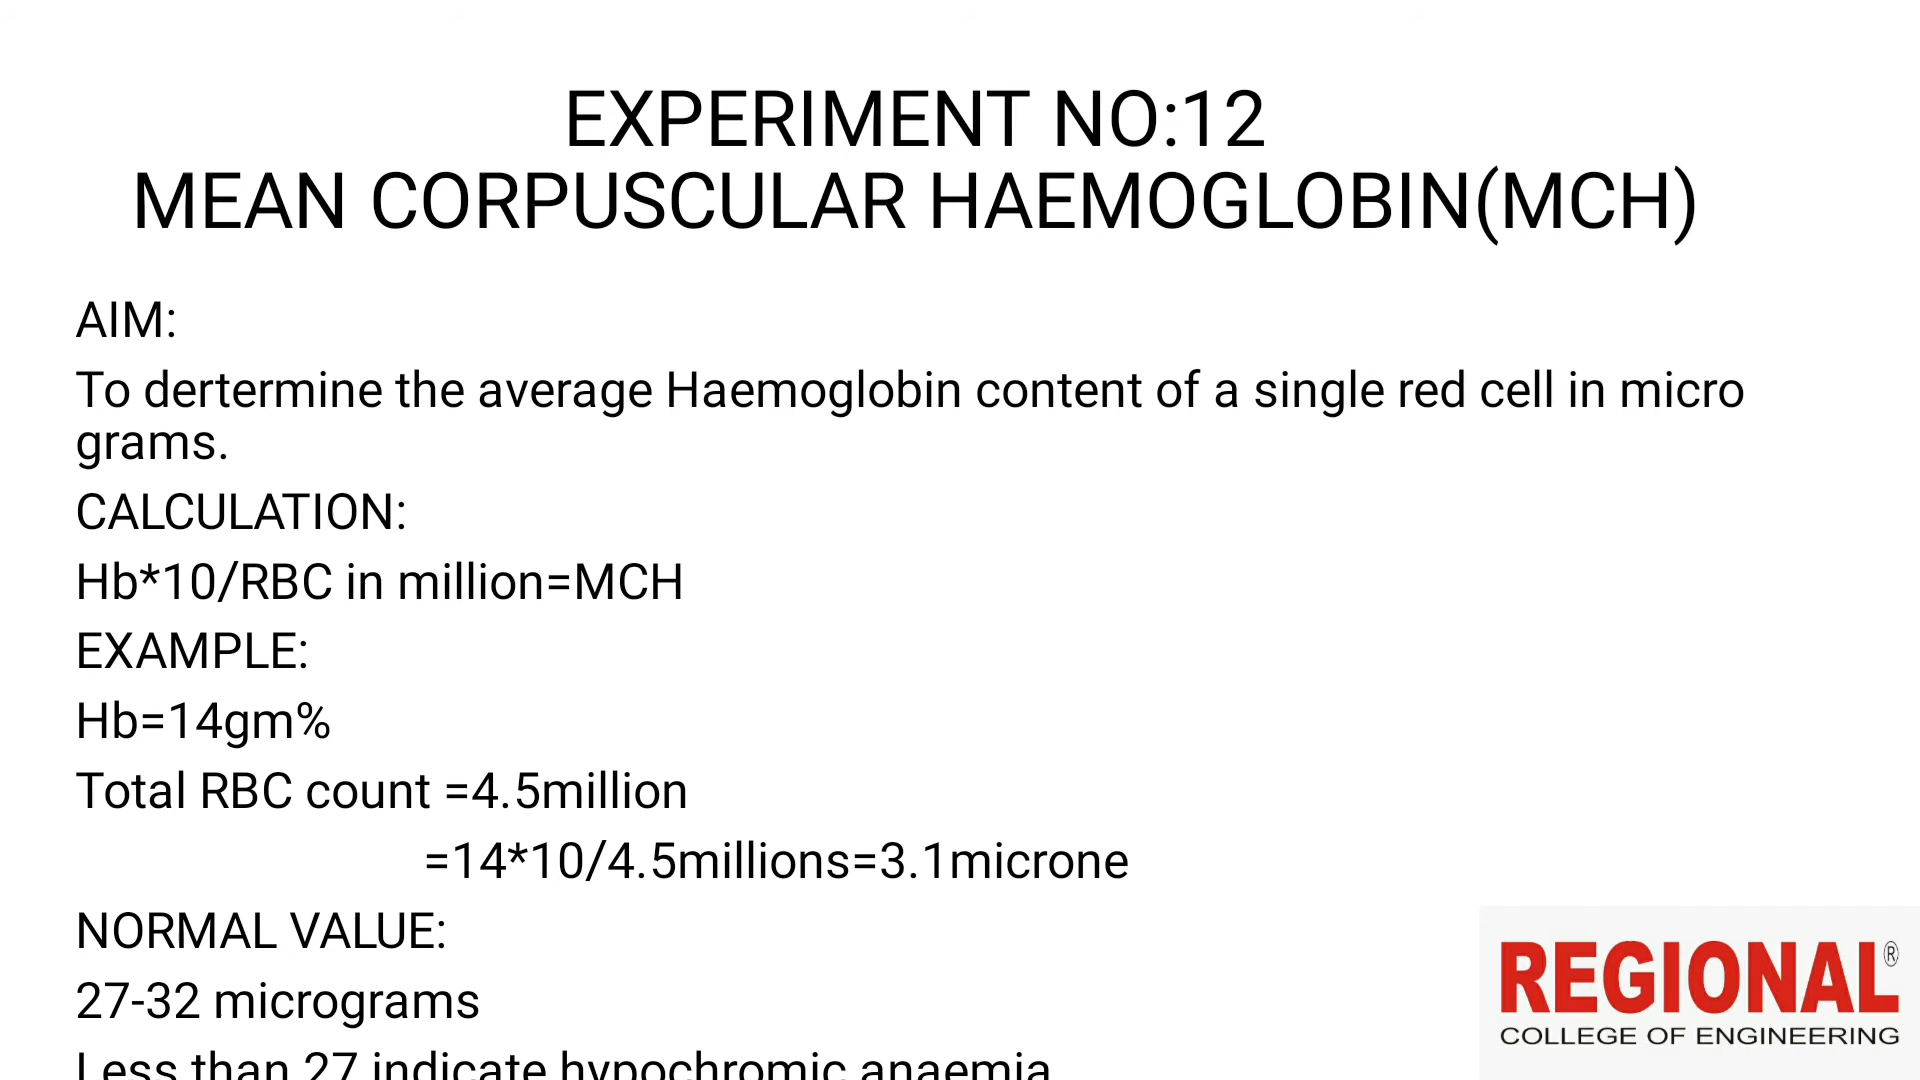 EXPERIMENT NO:12
MEAN CORPUSCULAR HAEMOGLOBIN(MCH)
AIM:
To dertermine the average Haemoglobin content of a single red cell in micro
grams.
CALCULATION:
Hb*10/RBC in million=MCH
EXAMPLE:
Hb=14gm%
Total RBC count =4.5million
=14*10/4.5millions=3.1microne
NORMAL VALUE:
27-32 micrograms
Less than 27 indicate hypochromic anaemia
REGIONAL®
COLLEGE OF ENGINEERING